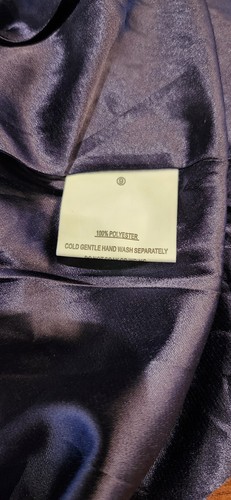 100% POLYESTER
COLD GENTLE HAND WASH SEPARATELY